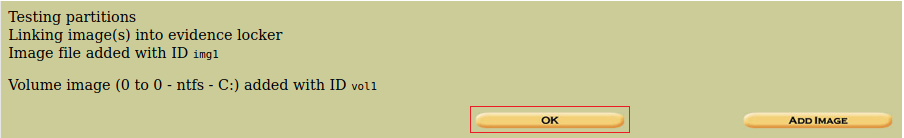 Testing partitions
Linking image(s) into evidence locker
Image file added with ID img1
Volume image (0 to 0 - ntfs - C:) added with ID vol1
OK
ADD IMAGE